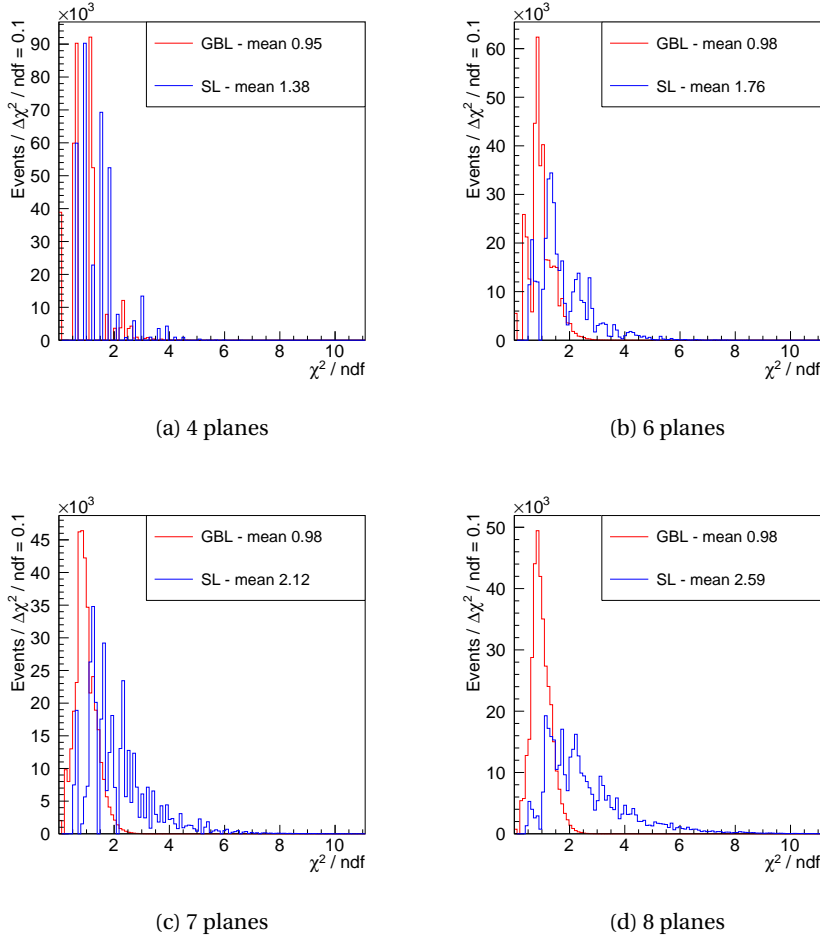 ×10³
Events / Δχ² / ndf = 0.1
90
80
70
60
50
40
30
20
10
0
GBL - mean 0.95
SL - mean 1.38
2 4 6 8 10
χ² / ndf
(a) 4 planes
×10³
Events / Δχ² / ndf = 0.1
60
50
40
30
20
10
0
GBL - mean 0.98
SL - mean 1.76
2 4 6 8 10
χ² / ndf
(b) 6 planes
×10³
Events / Δχ² / ndf = 0.1
45
40
35
30
25
20
15
10
5
0
GBL - mean 0.98
SL - mean 2.12
2 4 6 8 10
χ² / ndf
(c) 7 planes
×10³
Events / Δχ² / ndf = 0.1
50
40
30
20
10
0
GBL - mean 0.98
SL - mean 2.59
2 4 6 8 10
χ² / ndf
(d) 8 planes